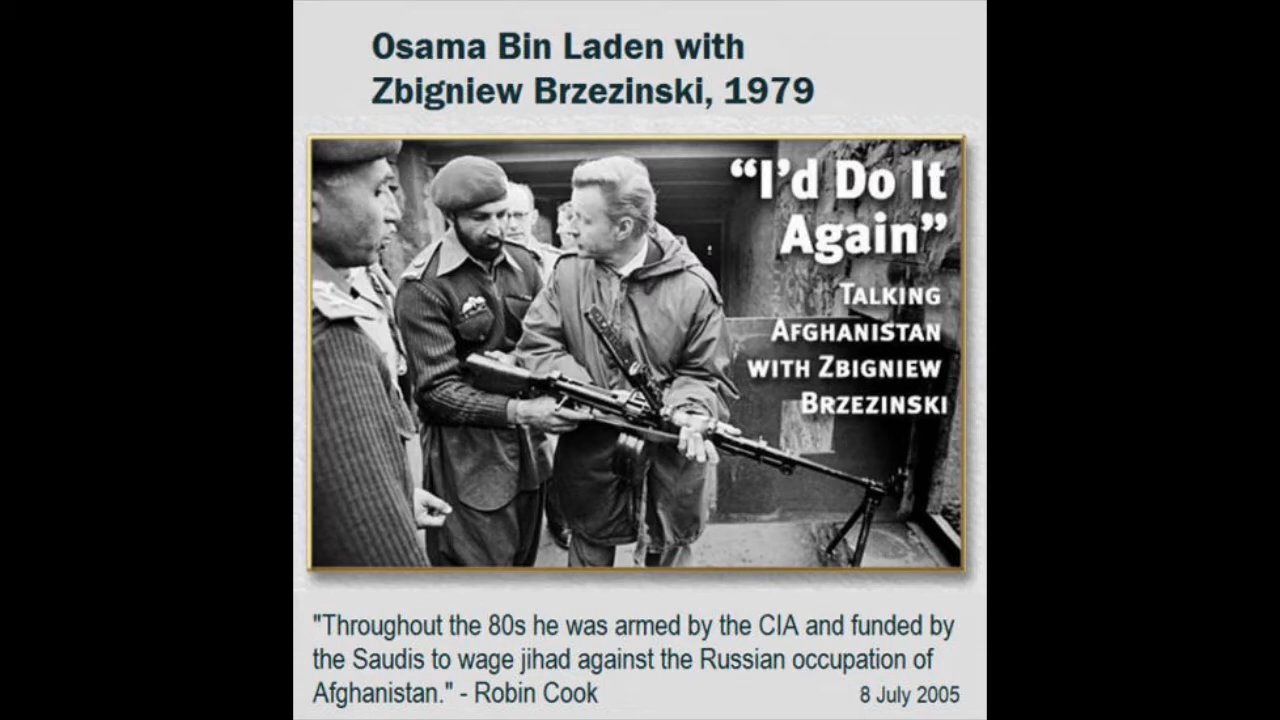 Osama Bin Laden with
Zbigniew Brzezinski, 1979
“I’d Do It
Again”
Talking
Afghanistan
with Zbigniew
Brzezinski
"Throughout the 80s he was armed by the CIA and funded by
the Saudis to wage jihad against the Russian occupation of
Afghanistan." - Robin Cook 8 July 2005